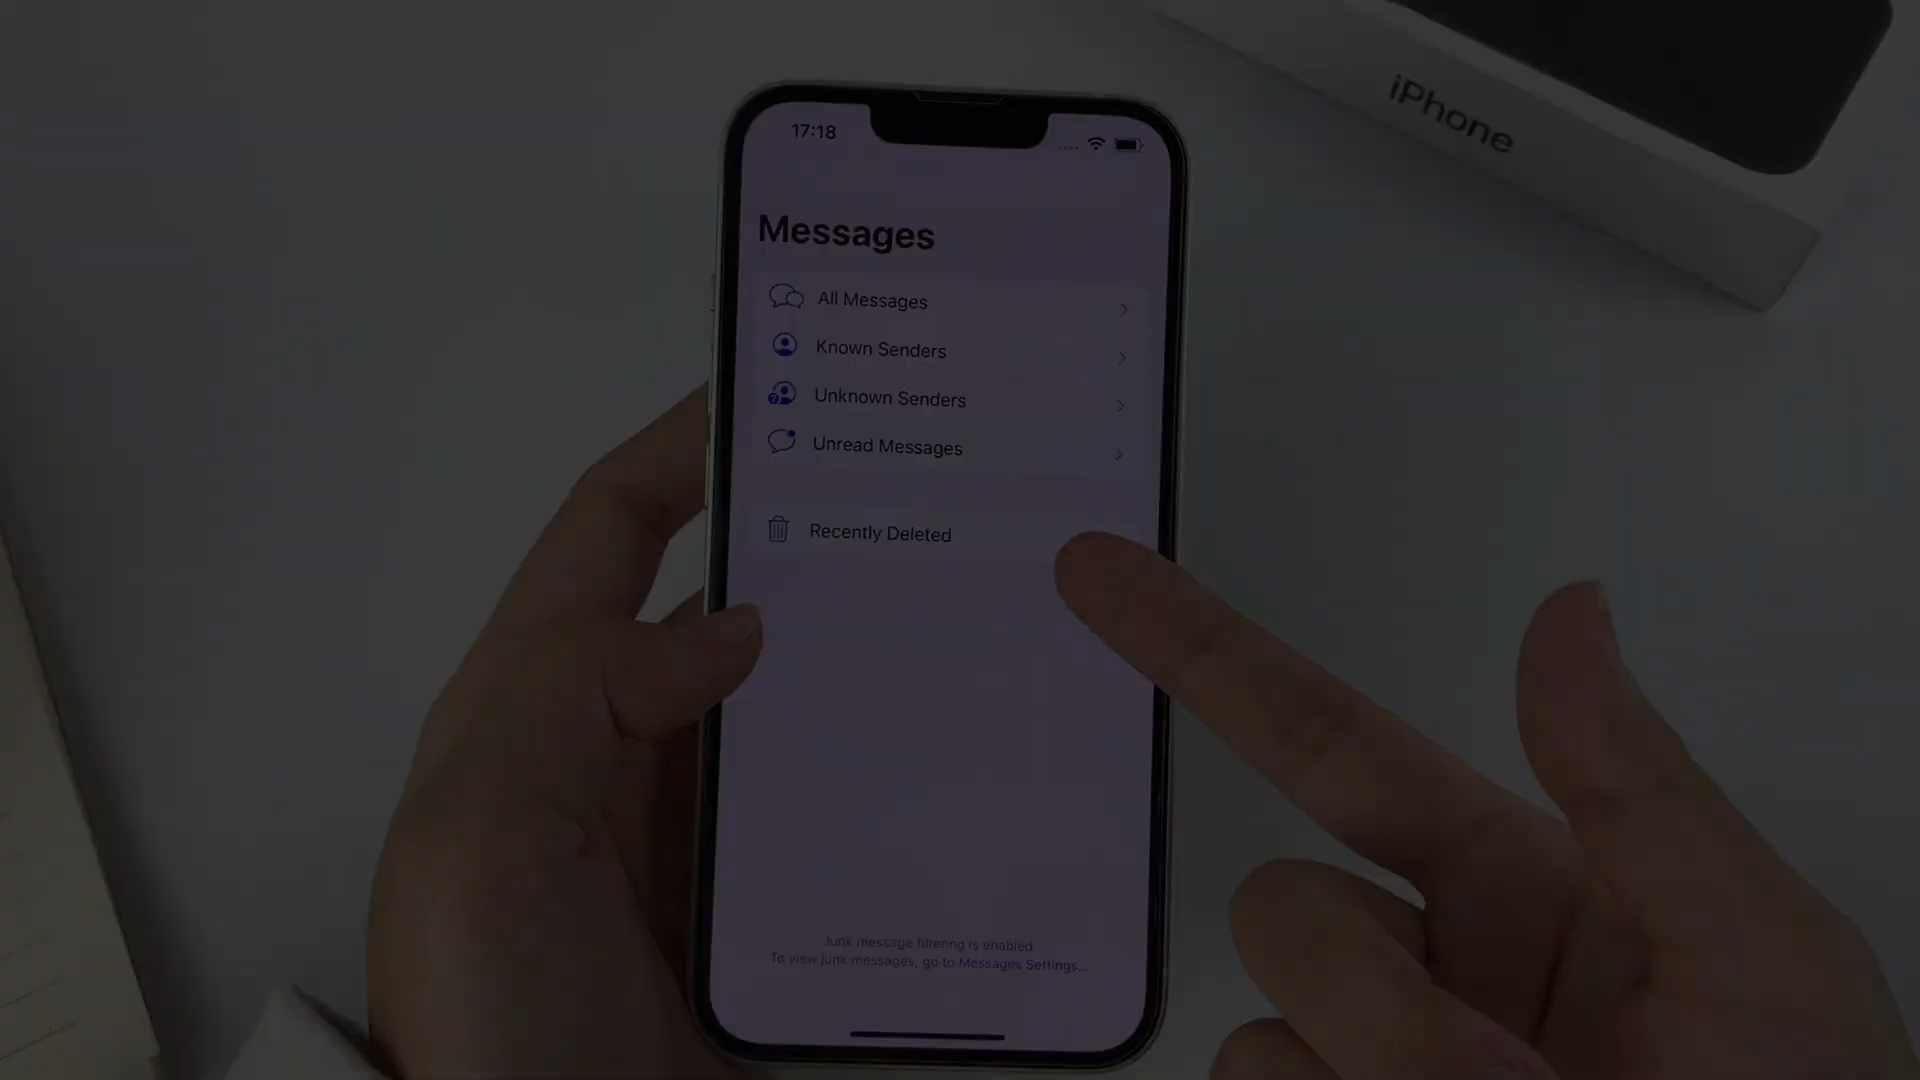 iPhone
17:18
Messages
All Messages
Known Senders
Unknown Senders
Unread Messages
Recently Deleted
Junk message filtering is enabled
To view junk messages, go to Messages Settings...